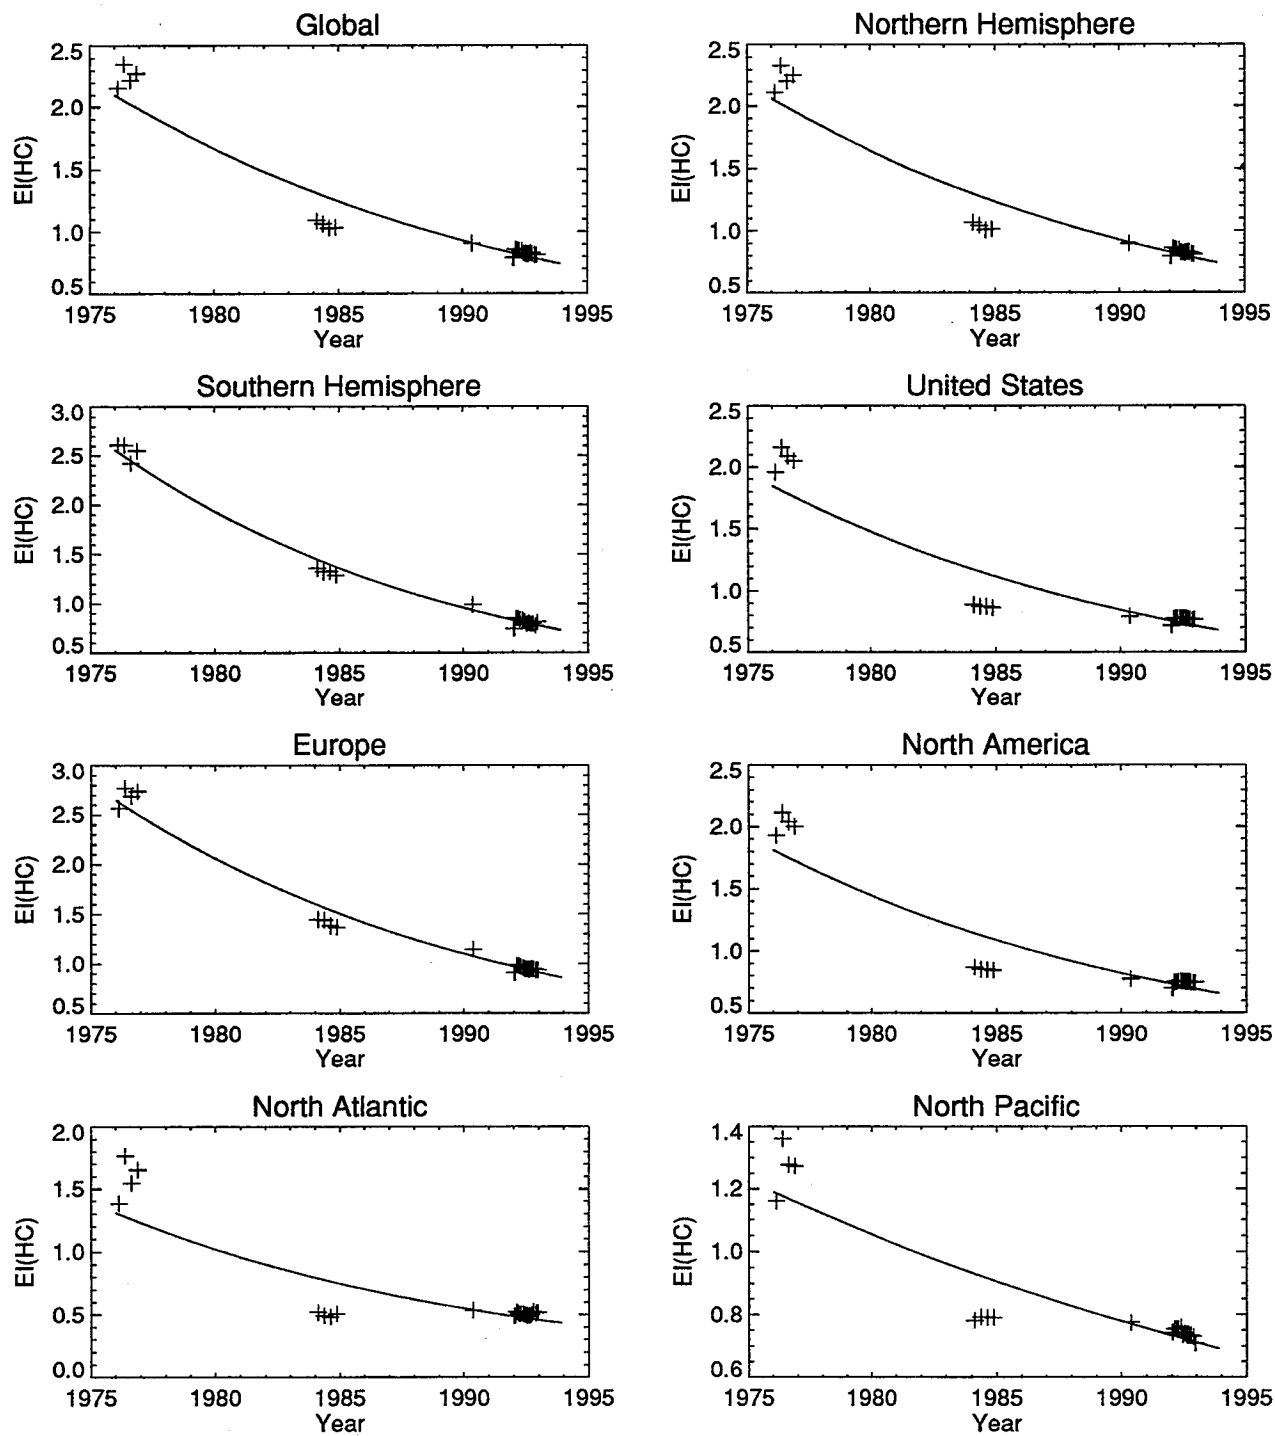 Global
2.5
2.0
1.5
1.0
0.5
EI(HC)
1975 1980 1985 1990 1995
Year
Northern Hemisphere
2.5
2.0
1.5
1.0
0.5
EI(HC)
1975 1980 1985 1990 1995
Year
Southern Hemisphere
3.0
2.5
2.0
1.5
1.0
0.5
EI(HC)
1975 1980 1985 1990 1995
Year
United States
2.5
2.0
1.5
1.0
0.5
EI(HC)
1975 1980 1985 1990 1995
Year
Europe
3.0
2.5
2.0
1.5
1.0
0.5
EI(HC)
1975 1980 1985 1990 1995
Year
North America
2.5
2.0
1.5
1.0
0.5
EI(HC)
1975 1980 1985 1990 1995
Year
North Atlantic
2.0
1.5
1.0
0.5
0.0
EI(HC)
1975 1980 1985 1990 1995
Year
North Pacific
1.4
1.2
1.0
0.8
0.6
EI(HC)
1975 1980 1985 1990 1995
Year